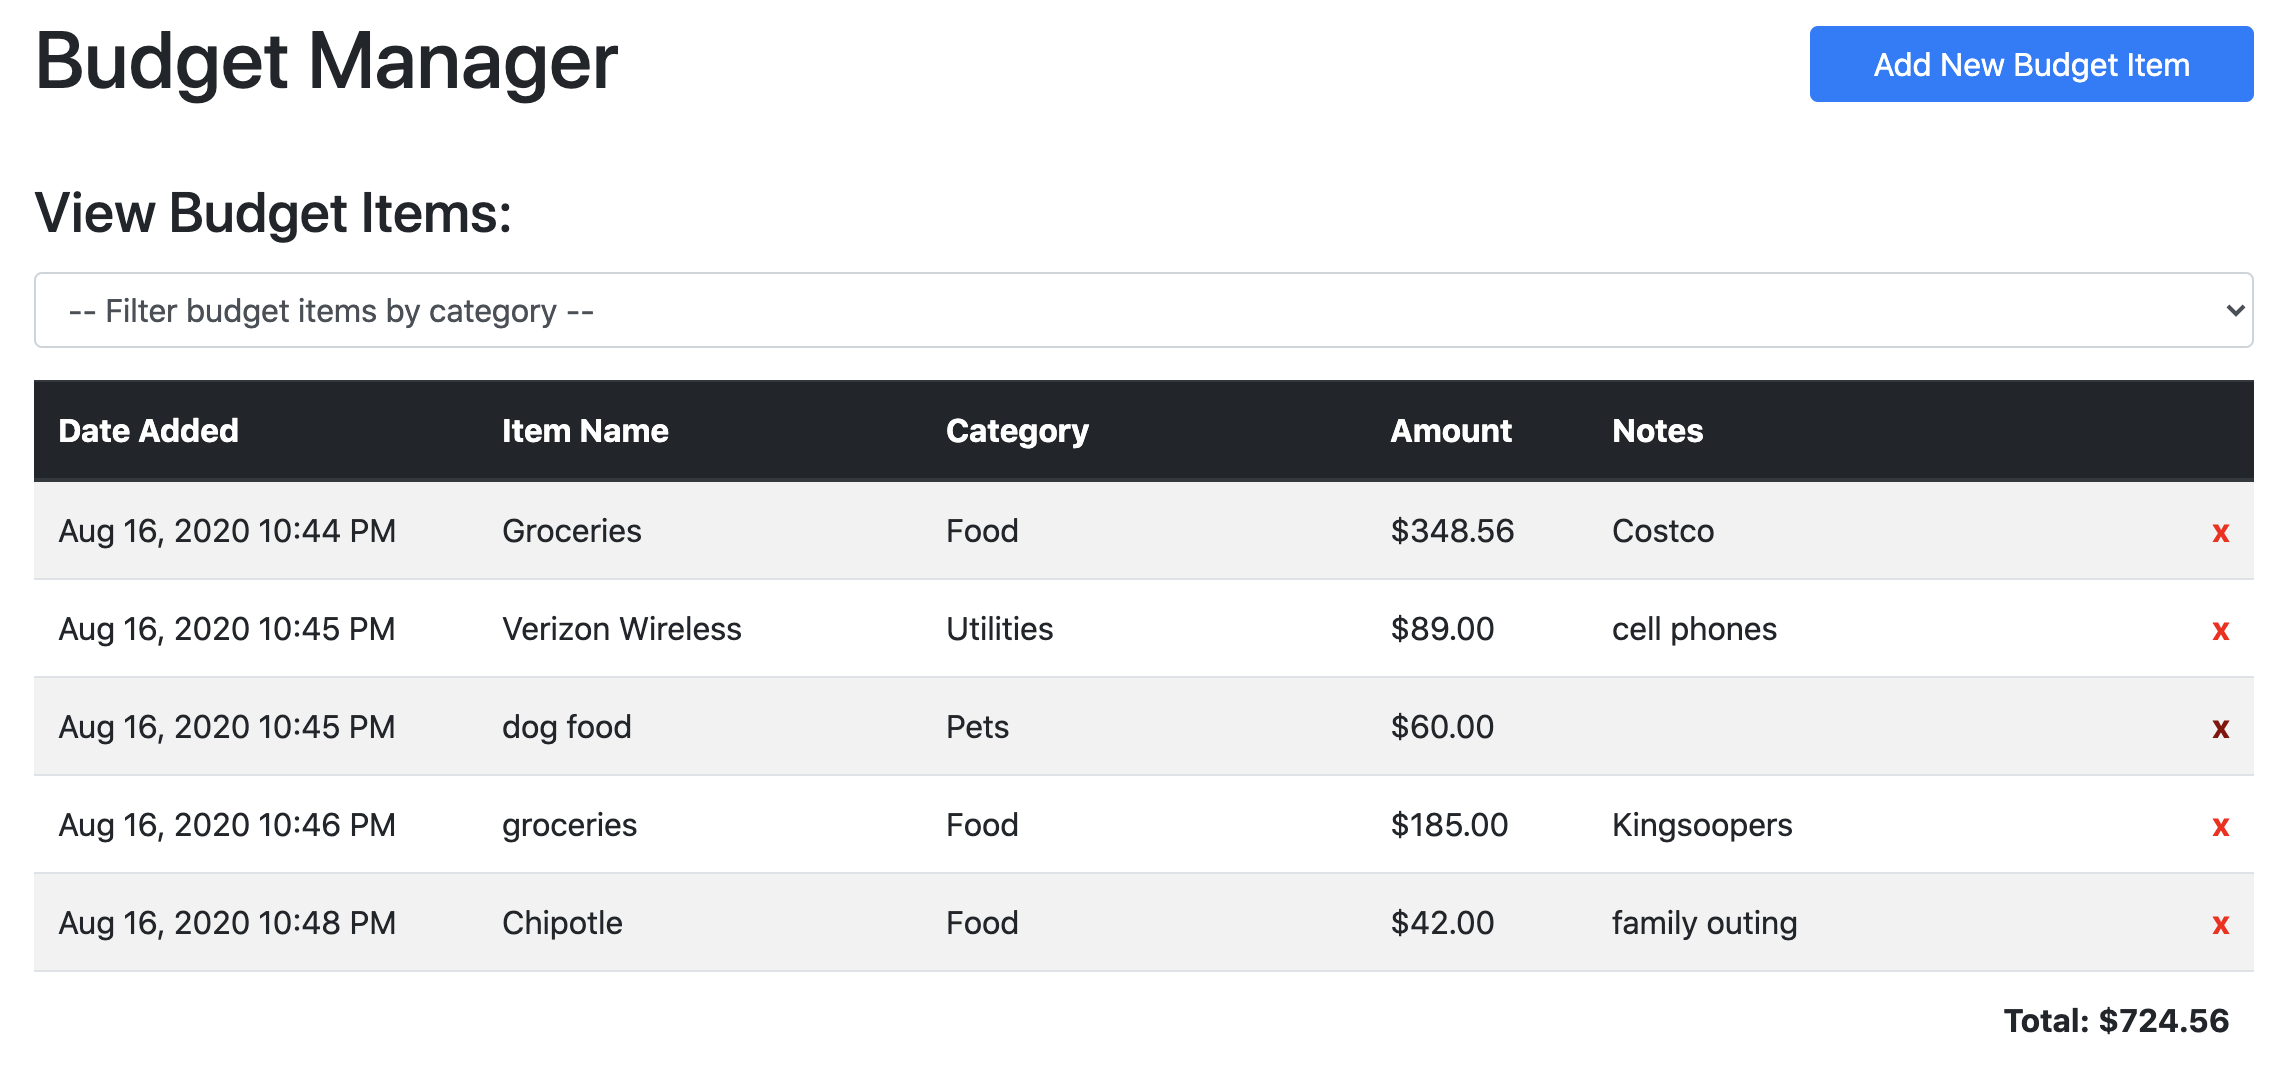 Budget Manager
Add New Budget Item
View Budget Items:
-- Filter budget items by category --
Date Added Item Name Category Amount Notes
Aug 16, 2020 10:44 PM Groceries Food $348.56 Costco x
Aug 16, 2020 10:45 PM Verizon Wireless Utilities $89.00 cell phones x
Aug 16, 2020 10:45 PM dog food Pets $60.00 x
Aug 16, 2020 10:46 PM groceries Food $185.00 Kingsoopers x
Aug 16, 2020 10:48 PM Chipotle Food $42.00 family outing x
Total: $724.56